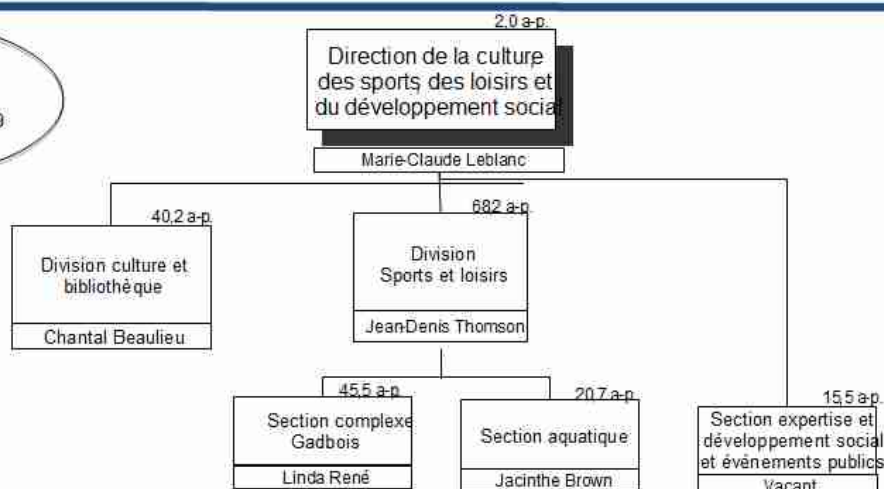 2,0 a-p.
Direction de la culture
des sports des loisirs et
du développement social
9
Marie-Claude Leblanc
40,2 a-p.
Division culture et
bibliothèque
Chantal Beaulieu
682 a-p.
Division
Sports et loisirs
Jean-Denis Thomson
45,5 a-p.
Section complexe
Gadbois
Linda René
20,7 a-p
Section aquatique
Jacinthe Brown
15,5 a-p.
Section expertise et
développement social
et événements publics
Vacant